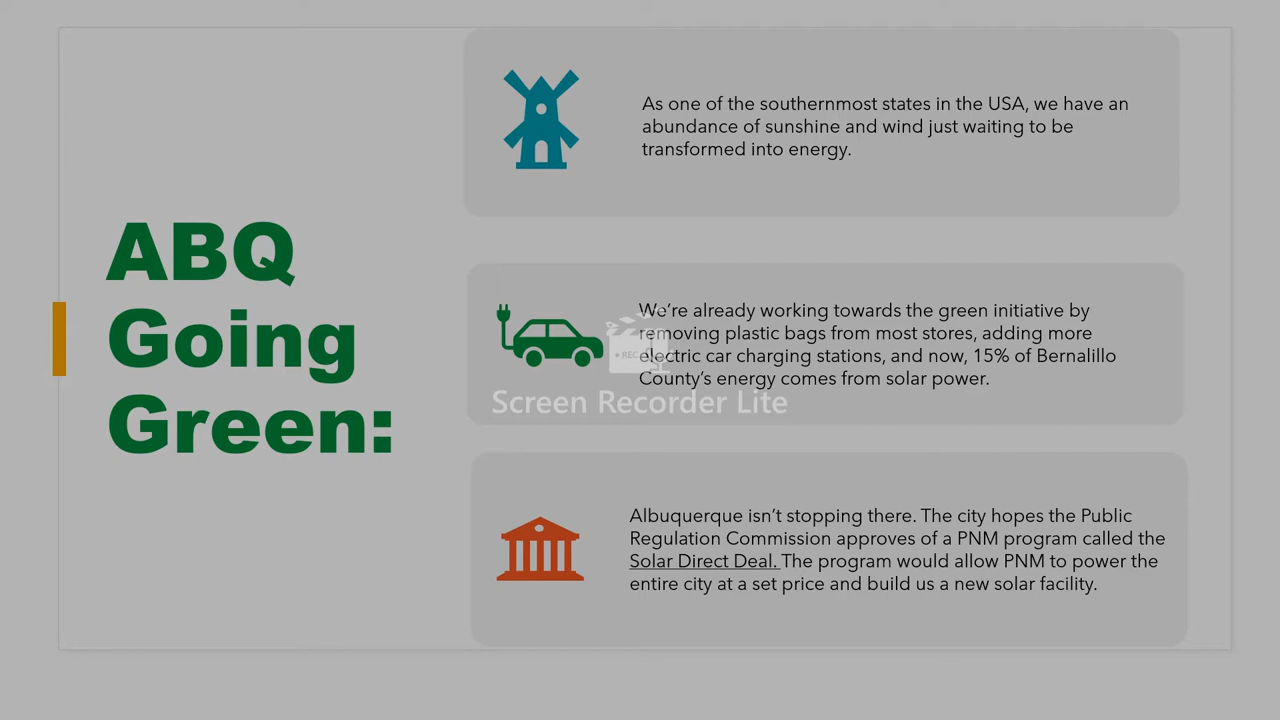 ABQ
Going
Green:
As one of the southernmost states in the USA, we have an
abundance of sunshine and wind just waiting to be
transformed into energy.
We’re already working towards the green initiative by
removing plastic bags from most stores, adding more
electric car charging stations, and now, 15% of Bernalillo
County’s energy comes from solar power.
• REC
Screen Recorder Lite
Albuquerque isn’t stopping there. The city hopes the Public
Regulation Commission approves of a PNM program called the
Solar Direct Deal. The program would allow PNM to power the
entire city at a set price and build us a new solar facility.